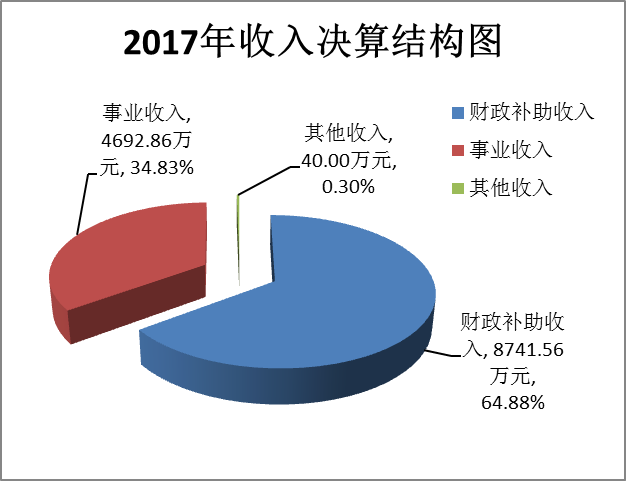 2017年收入决算结构图
事业收入,
4692.86万
元, 34.83%
其他收入,
40.00万元,
0.30%
财政补助收入
事业收入
其他收入
财政补助收
入, 8741.56
万元,
64.88%